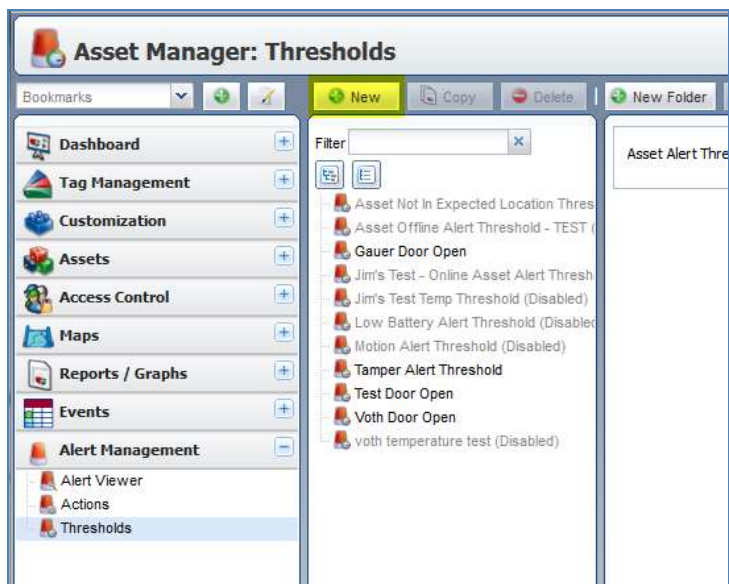 Asset Manager: Thresholds
Bookmarks
New
Copy
Delete
New Folder
Dashboard
Tag Management
Customization
Assets
Access Control
Maps
Reports / Graphs
Events
Alert Management
Alert Viewer
Actions
Thresholds
Filter
Asset Not In Expected Location Thres
Asset Offline Alert Threshold - TEST (
Gauer Door Open
Jim's Test - Online Asset Alert Thresh
Jim's Test Temp Threshold (Disabled)
Low Battery Alert Threshold (Disabled
Motion Alert Threshold (Disabled)
Tamper Alert Threshold
Test Door Open
Voth Door Open
voth temperature test (Disabled)
Asset Alert Thre